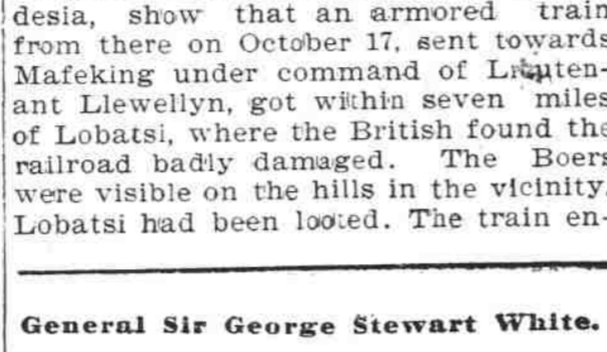 desia, show that an armored train
from there on October 17, sent towards
Mafeking under command of Lieuten-
ant Llewellyn, got within seven miles
of Lobatsi, where the British found the
railroad badly damaged. The Boers
were visible on the hills in the vicinity.
Lobatsi had been looted. The train en-
General Sir George Stewart White.